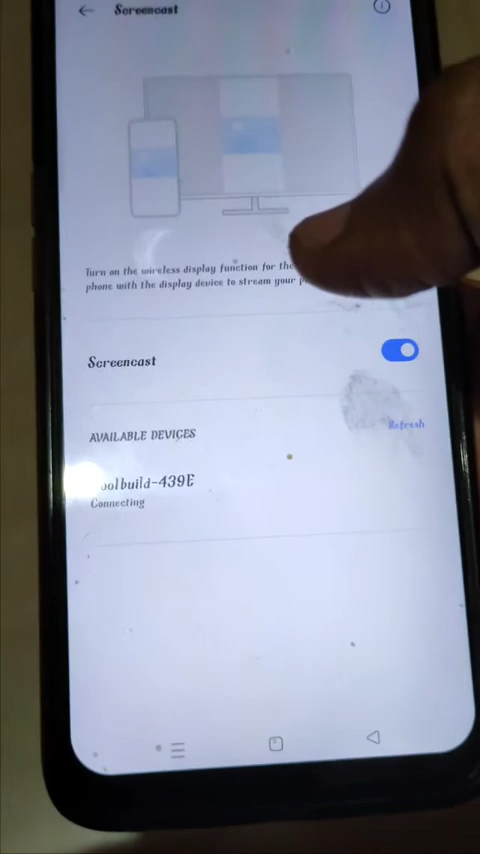 Screencast
Turn on the wireless display function for the
phone with the display device to stream your
Screencast
AVAILABLE DEVICES
Refresh
oolbuild-439E
Connecting